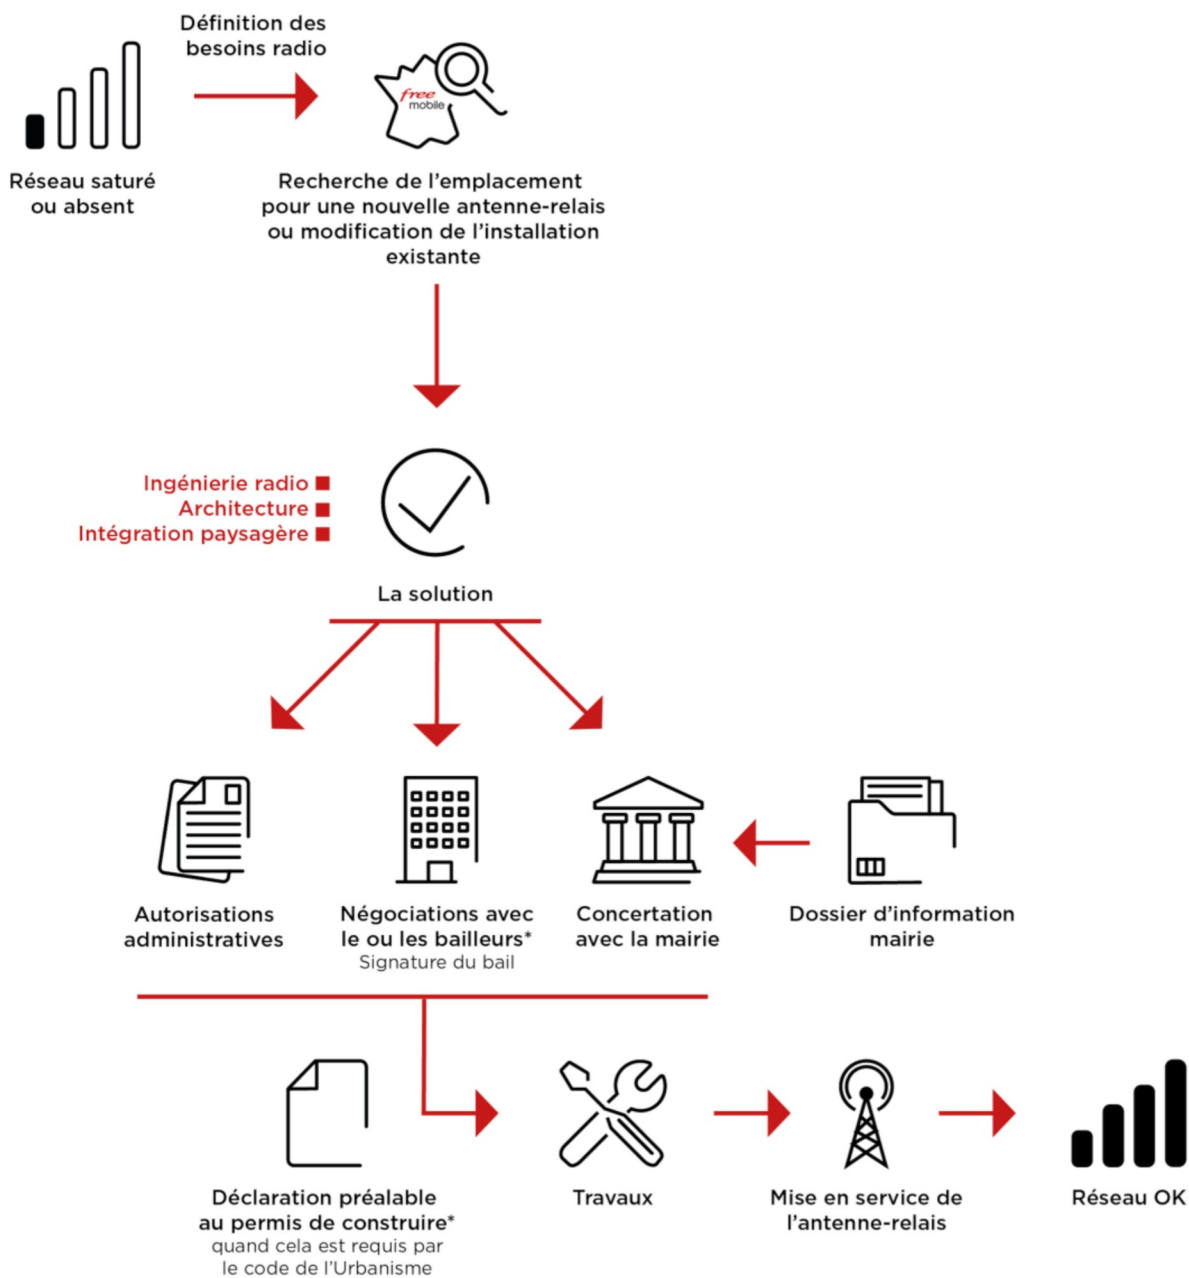 Définition des
besoins radio
free
mobile
Réseau saturé
ou absent
Recherche de l'emplacement
pour une nouvelle antenne-relais
ou modification de l'installation
existante
Ingénierie radio
Architecture
Intégration paysagère
La solution
Autorisations
administratives
Négociations avec
le ou les bailleurs*
Signature du bail
Concertation
avec la mairie
Dossier d'information
mairie
Déclaration préalable
au permis de construire*
quand cela est requis par
le code de l'Urbanisme
Travaux
Mise en service de
l'antenne-relais
Réseau OK